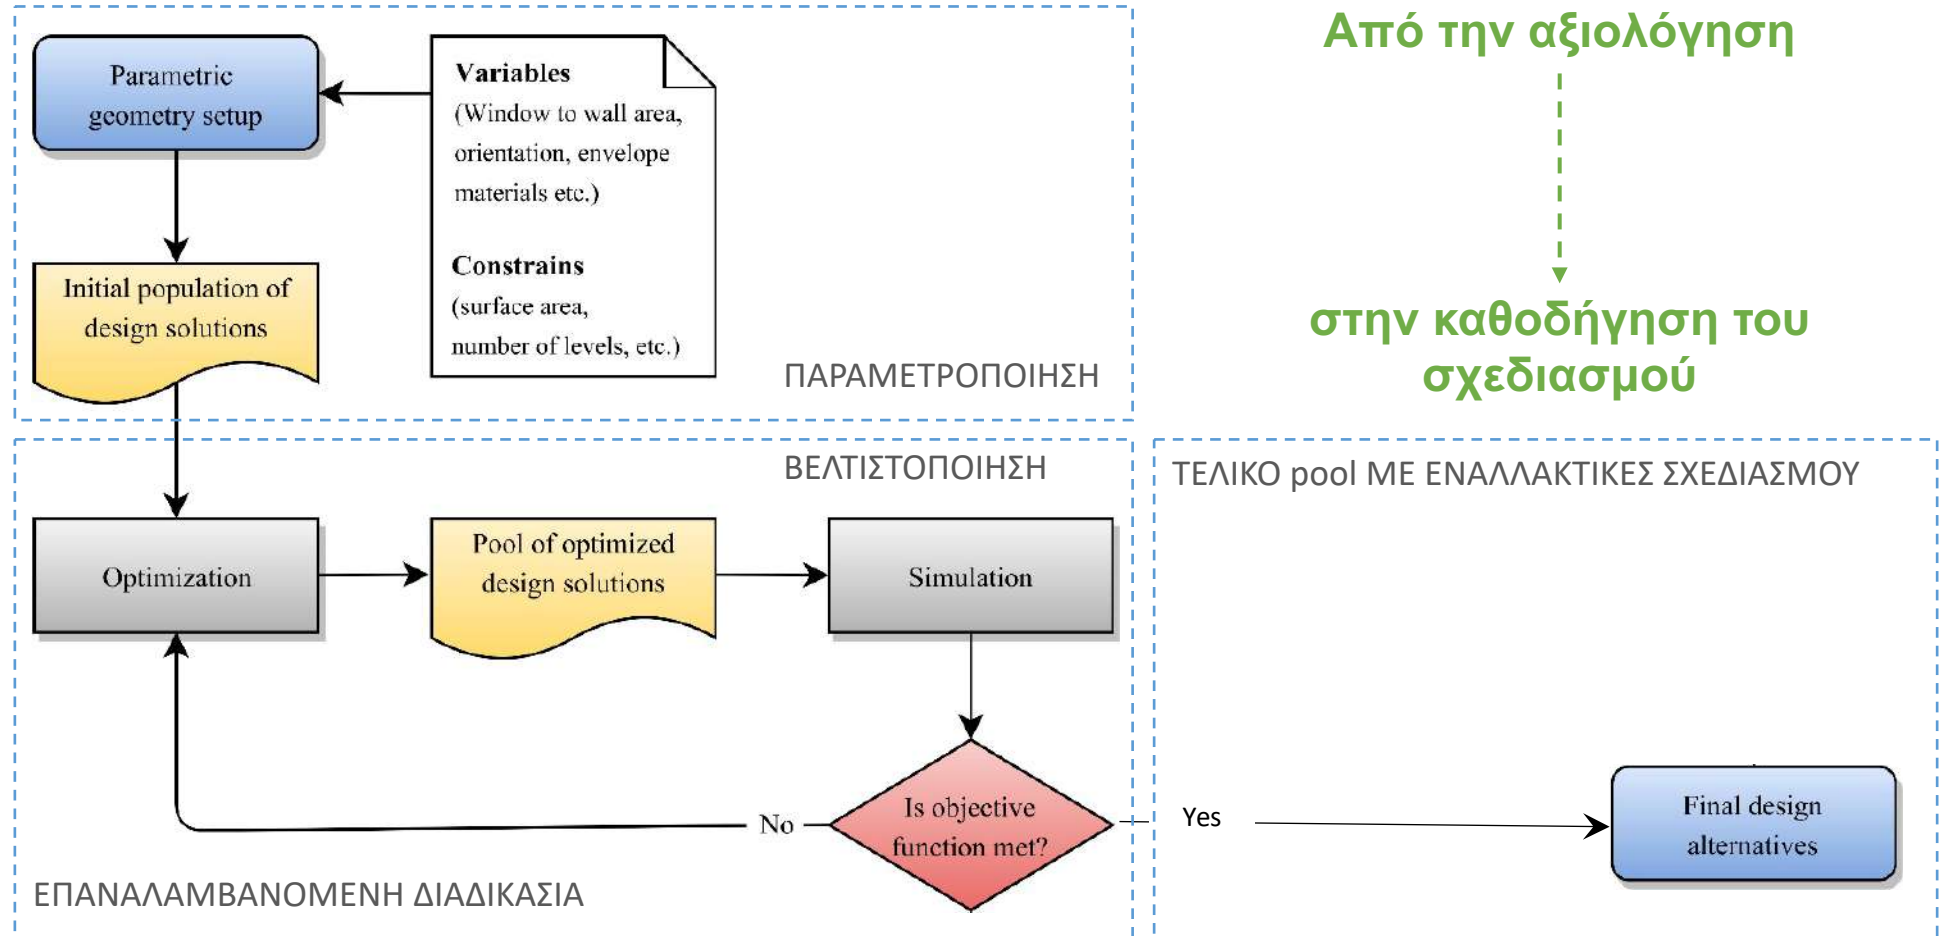 Parametric
geometry setup
Variables
(Window to wall area,
orientation, envelope
materials etc.)
Constrains
(surface area,
number of levels, etc.)
Initial population of
design solutions
ΠΑΡΑΜΕΤΡΟΠΟΙΗΣΗ
Από την αξιολόγηση
στην καθοδήγηση του
σχεδιασμού
ΒΕΛΤΙΣΤΟΠΟΙΗΣΗ
Optimization
Pool of optimized
design solutions
Simulation
Is objective
function met?
No
ΕΠΑΝΑΛΑΜΒΑΝΟΜΕΝΗ ΔΙΑΔΙΚΑΣΙΑ
ΤΕΛΙΚΟ pool ΜΕ ΕΝΑΛΛΑΚΤΙΚΕΣ ΣΧΕΔΙΑΣΜΟΥ
Yes
Final design
alternatives